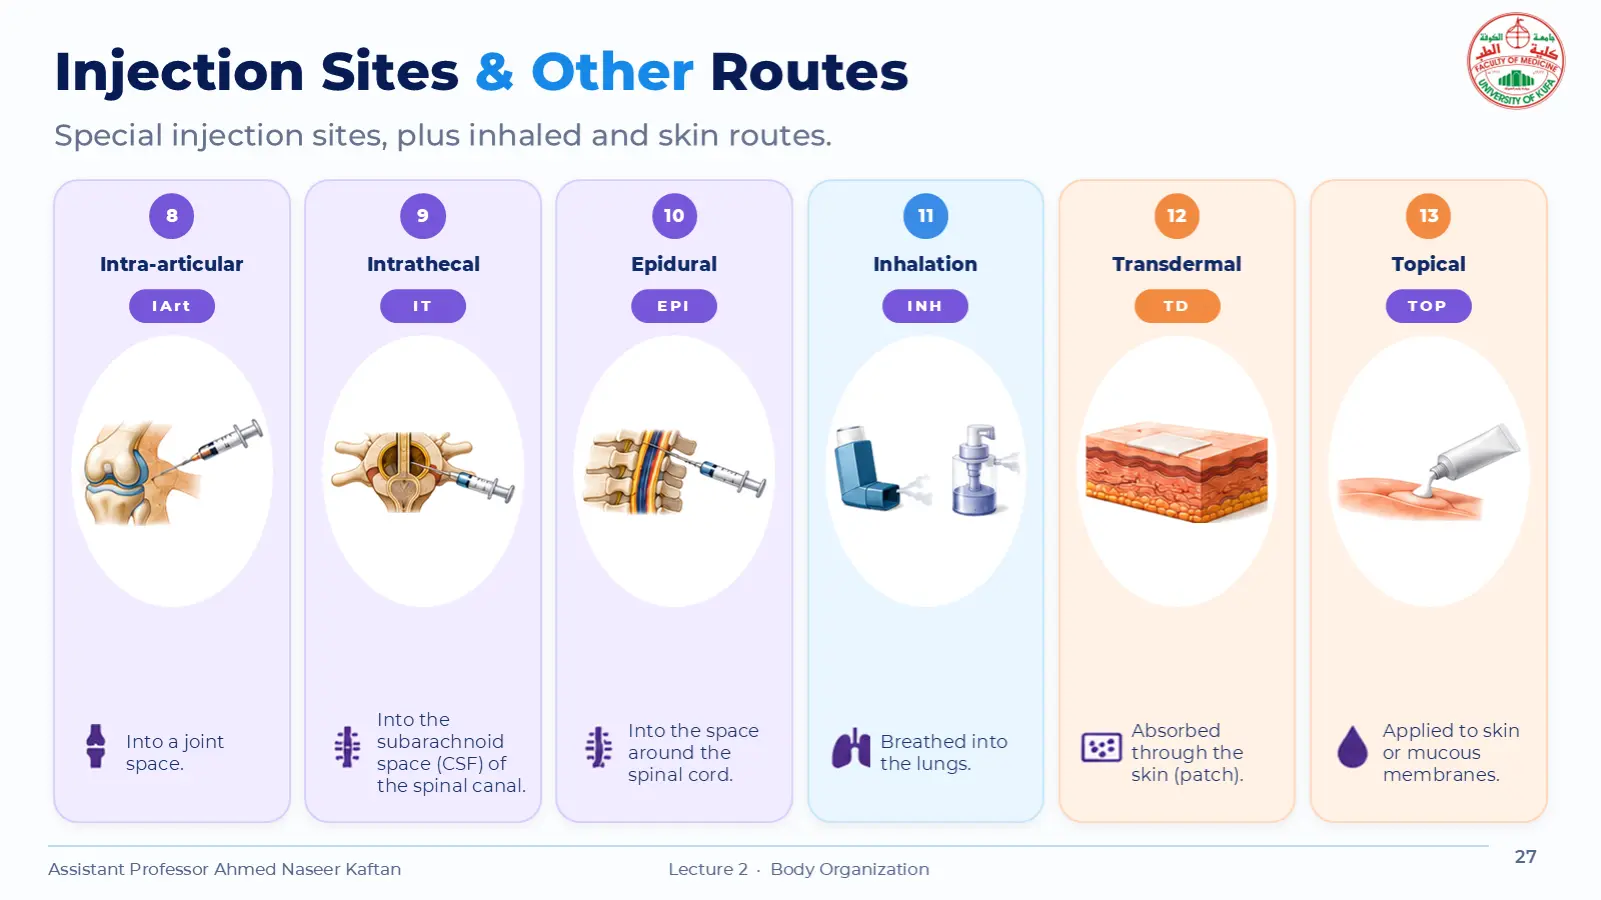 Injection Sites & Other Routes
Special injection sites, plus inhaled and skin routes.
جامعة الكوفة
كلية الطب
FACULTY OF MEDICINE
UNIVERSITY OF KUFA
8
Intra-articular
IArt
Into a joint
space.
9
Intrathecal
IT
Into the
subarachnoid
space (CSF) of
the spinal canal.
10
Epidural
EPI
Into the space
around the
spinal cord.
11
Inhalation
INH
Breathed into
the lungs.
12
Transdermal
TD
Absorbed
through the
skin (patch).
13
Topical
TOP
Applied to skin
or mucous
membranes.
Assistant Professor Ahmed Naseer Kaftan
Lecture 2 · Body Organization
27